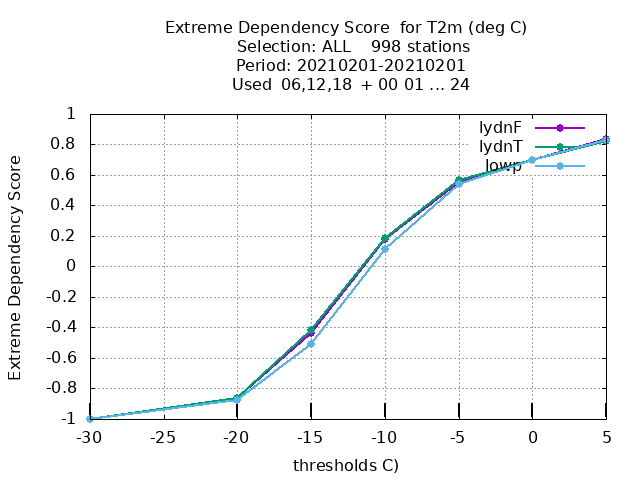 Extreme Dependency Score  for T2m (deg C)
Selection: ALL    998 stations
Period: 20210201-20210201
Used  06,12,18  + 00 01 ... 24
Extreme Dependency Score
1
0.8
0.6
0.4
0.2
0
-0.2
-0.4
-0.6
-0.8
-1
lydnF
lydnT
lowp
-30 -25 -20 -15 -10 -5 0 5
thresholds C)